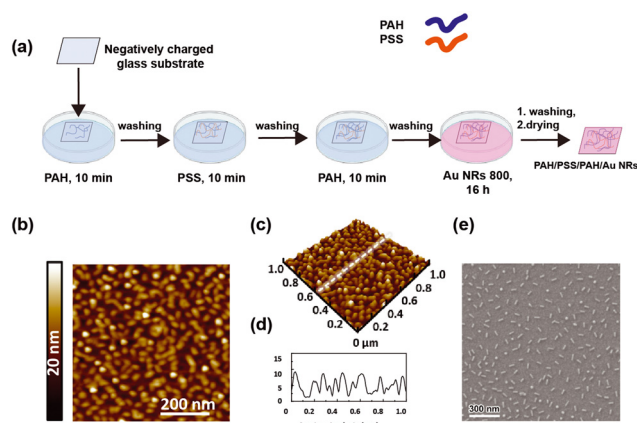 (a)
Negatively charged
glass substrate
PAH
PSS
washing
washing
washing
1. washing,
2.drying
PAH, 10 min
PSS, 10 min
PAH, 10 min
Au NRs 800,
16 h
PAH/PSS/PAH/Au NRs
(b)
20 nm
200 nm
(c)
1.0
0.8
0.6
0.4
0.2
0 µm
0.2
0.4
0.6
0.8
1.0
(d)
15
10
5
0
0 0.2 0.4 0.6 0.8 1.0
(e)
300 nm